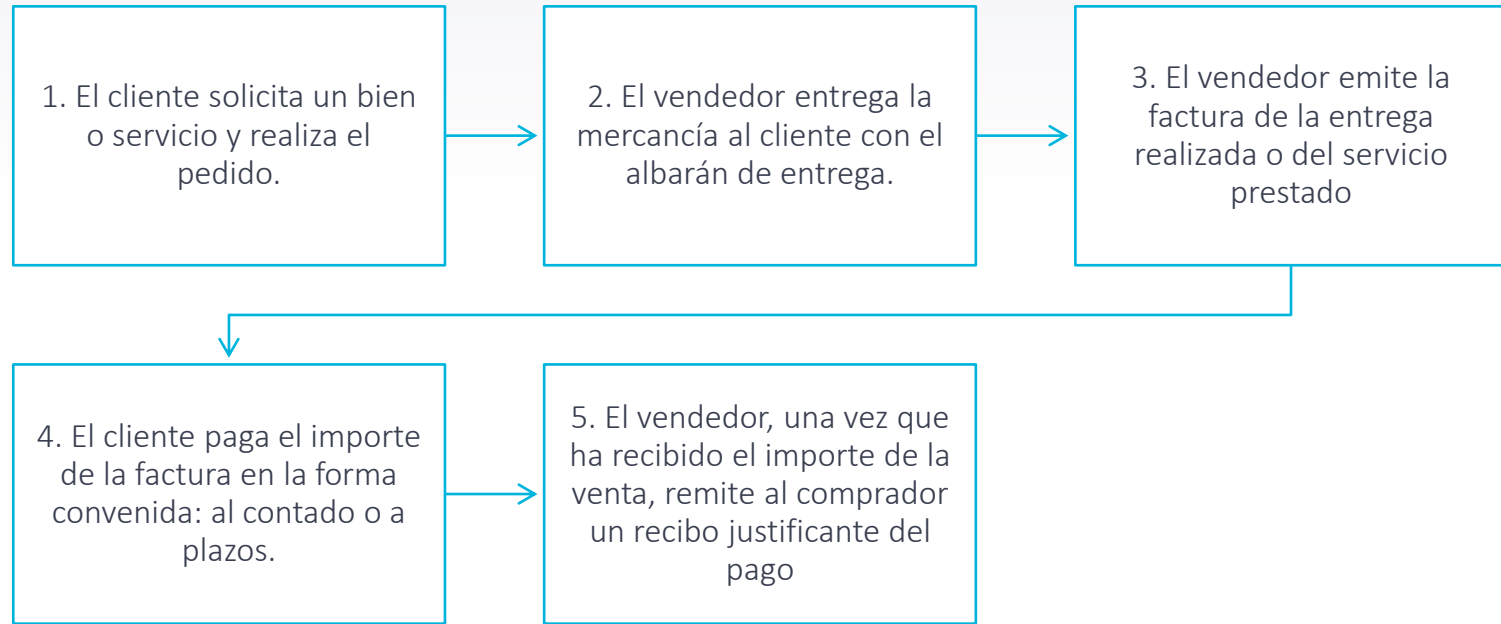 1. El cliente solicita un bien
o servicio y realiza el
pedido.
2. El vendedor entrega la
mercancía al cliente con el
albarán de entrega.
3. El vendedor emite la
factura de la entrega
realizada o del servicio
prestado
4. El cliente paga el importe
de la factura en la forma
convenida: al contado o a
plazos.
5. El vendedor, una vez que
ha recibido el importe de la
venta, remite al comprador
un recibo justificante del
pago